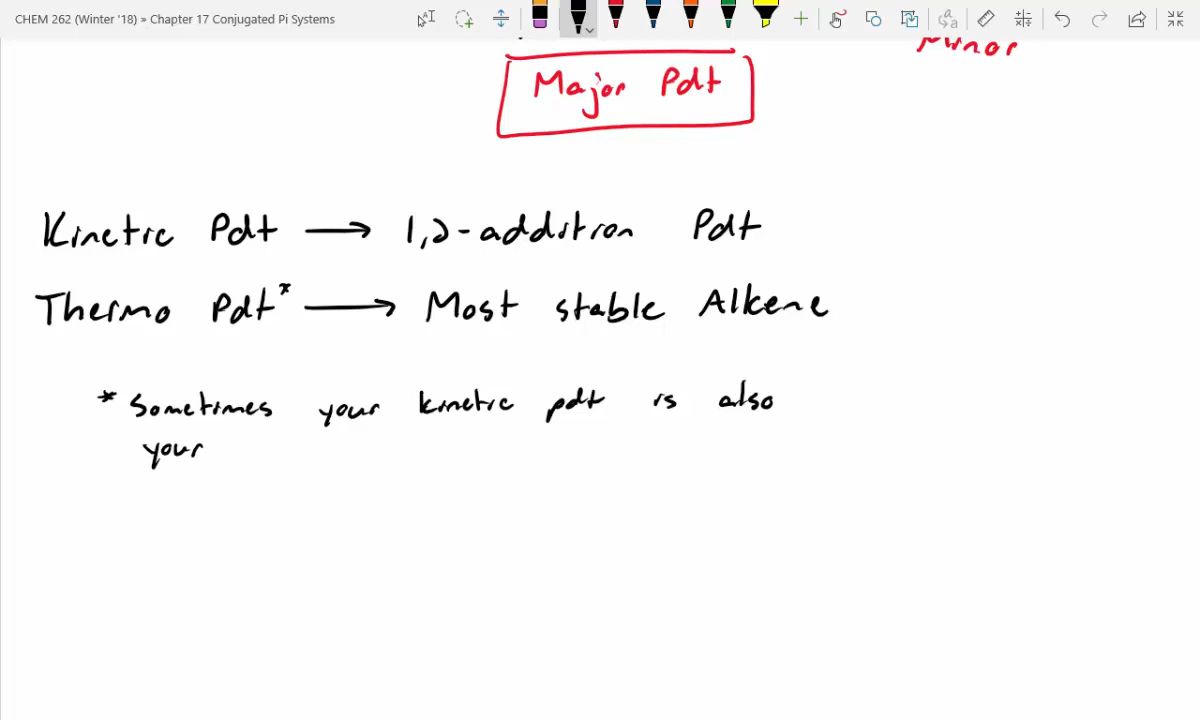 CHEM 262 (Winter '18) » Chapter 17 Conjugated Pi Systems
Minor
Major Pdt
Kinetic Pdt → 1,2-addition Pdt
Thermo Pdt* → Most stable Alkene
* Sometimes your kinetic pdt is also
your